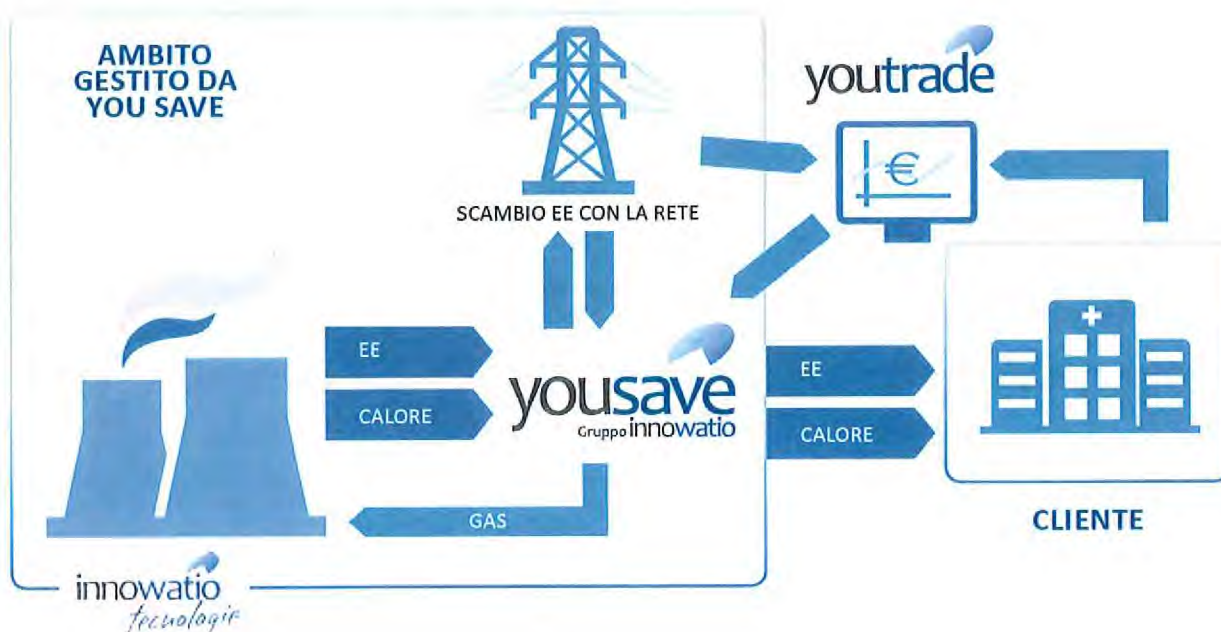 AMBITO
GESTITO DA
YOU SAVE
youtrade
€
SCAMBIO EE CON LA RETE
EE
CALORE
yousave
Gruppo innowatio
EE
CALORE
GAS
CLIENTE
innowatio
tecnologie